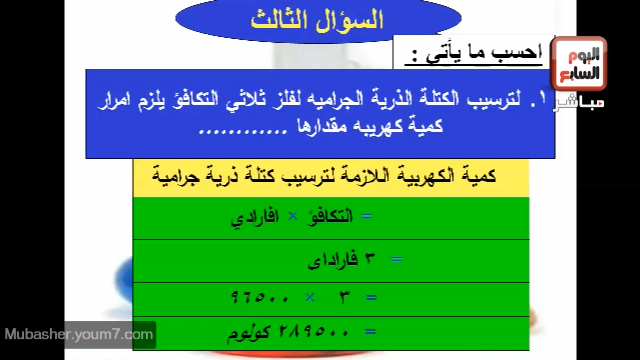 السؤال الثالث
احسب ما يأتي :
اليوم السابع
مباشر
١. لترسيب الكتلة الذرية الجراميه لفلز ثلاثي التكافؤ يلزم امرار
كمية كهربيه مقدارها ............
كمية الكهربية اللازمة لترسيب كتلة ذرية جرامية
= التكافؤ × افارادي
= ٣ فاراداى
= ٣ × ٩٦٥٠٠
= ٢٨٩٥٠٠ كولوم
Mubasher.youm7.com